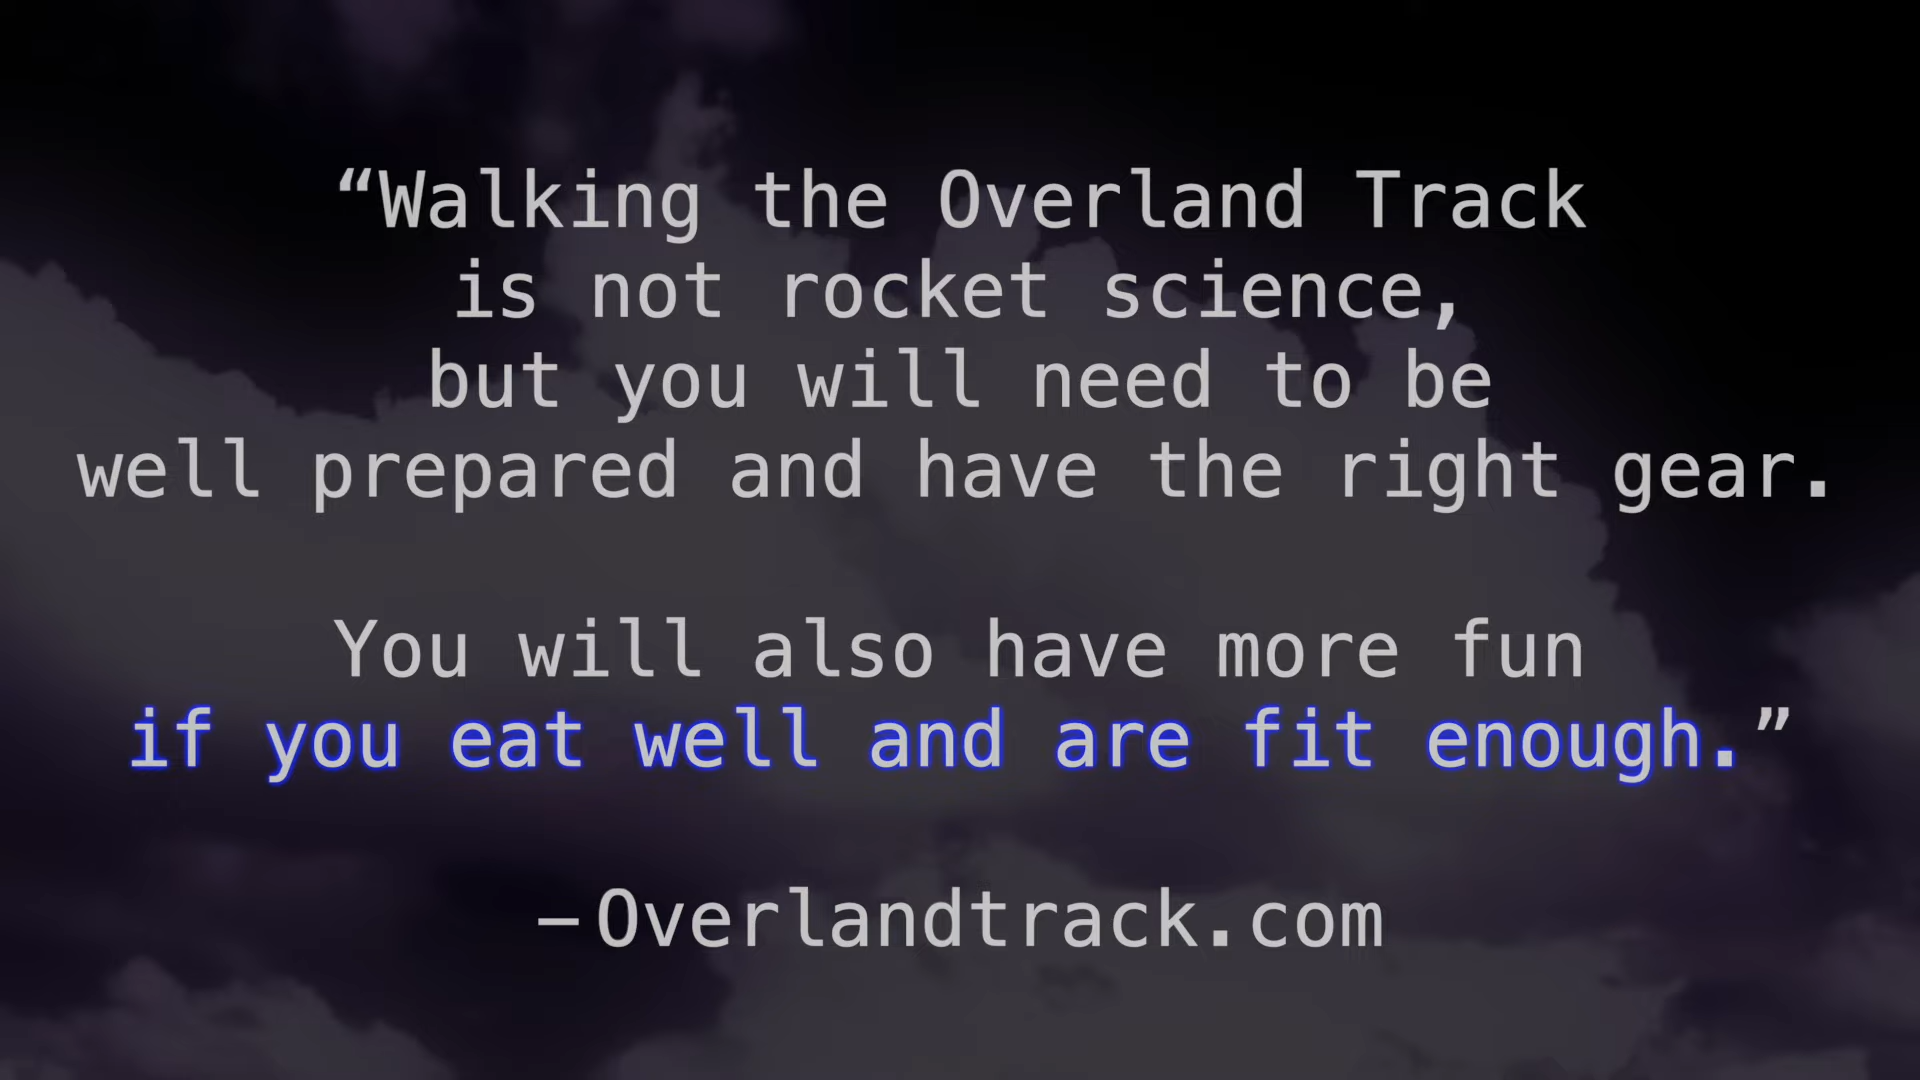 “Walking the Overland Track
is not rocket science,
but you will need to be
well prepared and have the right gear.
You will also have more fun
if you eat well and are fit enough.”
–Overlandtrack.com